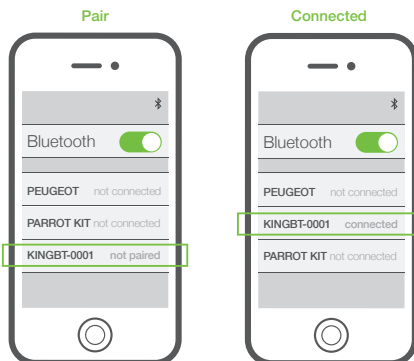 Pair
Bluetooth
PEUGEOT not connected
PARROT KIT not connected
KINGBT-0001 not paired
Connected
Bluetooth
PEUGEOT not connected
KINGBT-0001 connected
PARROT KIT not connected